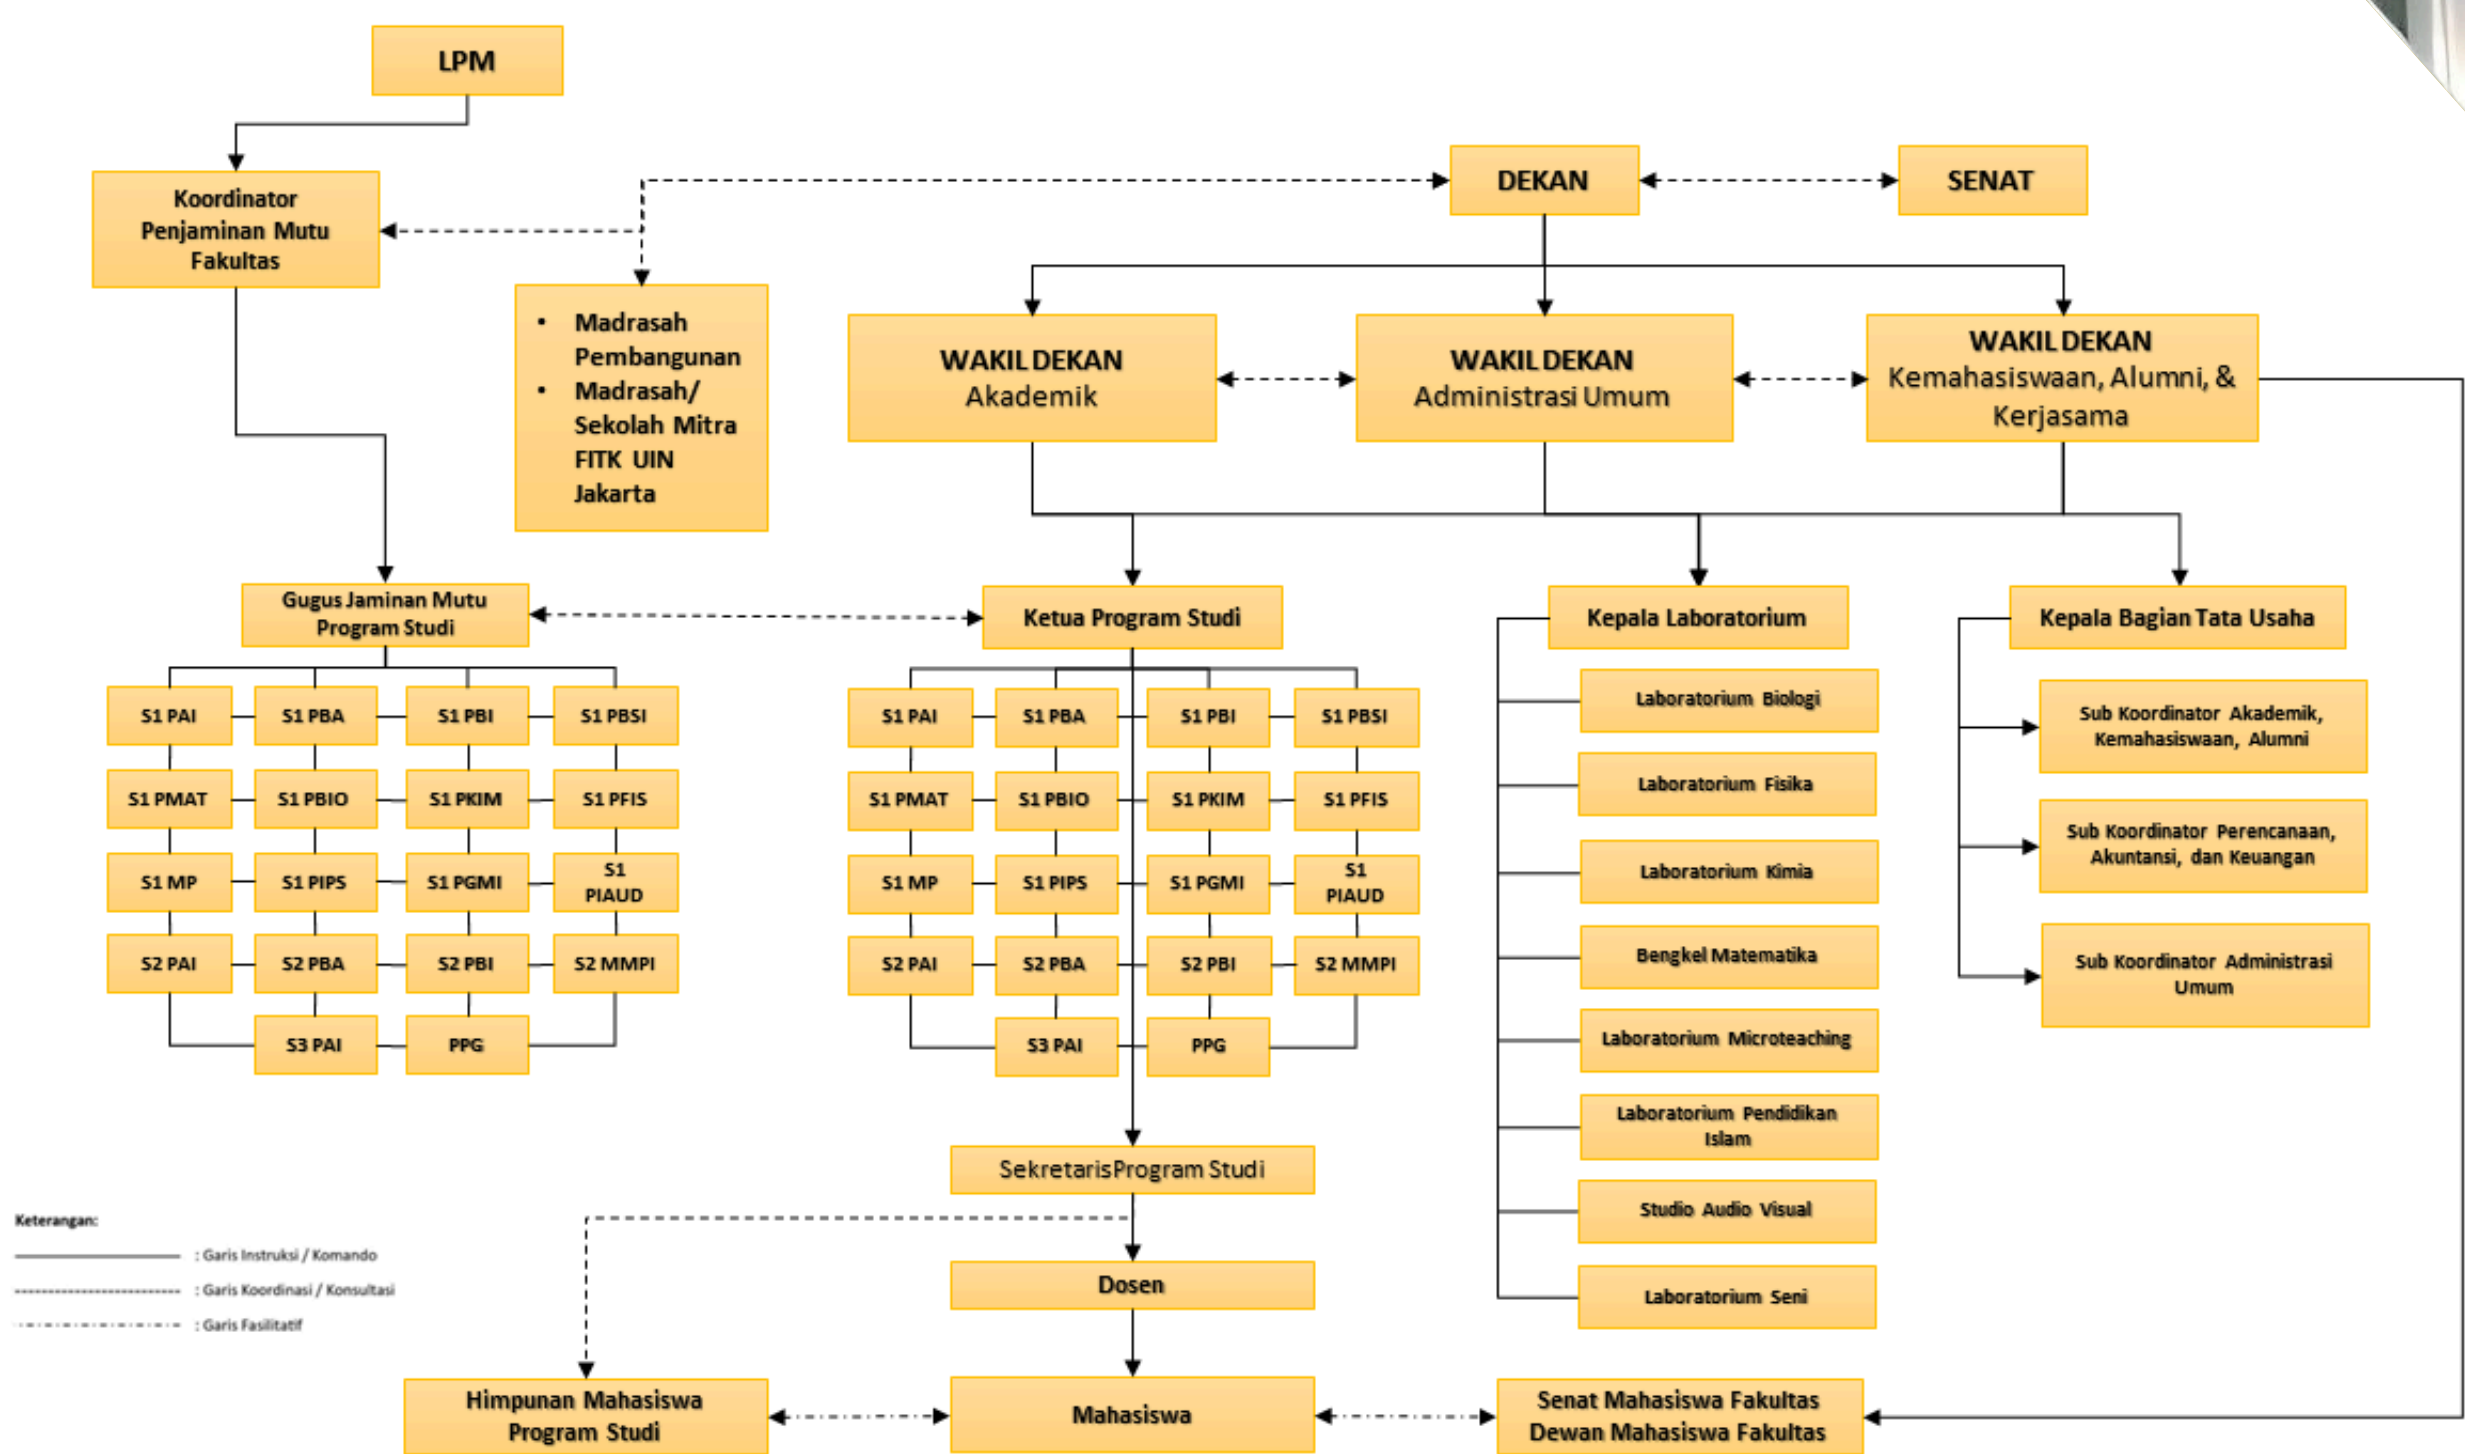 LPM
DEKAN
SENAT
Koordinator
Penjaminan Mutu
Fakultas
• Madrasah
Pembangunan
• Madrasah/
Sekolah Mitra
FITK UIN
Jakarta
WAKIL DEKAN
Akademik
WAKIL DEKAN
Administrasi Umum
WAKIL DEKAN
Kemahasiswaan, Alumni, &
Kerjasama
Gugus Jaminan Mutu
Program Studi
Ketua Program Studi
Kepala Laboratorium
Kepala Bagian Tata Usaha
S1 PAI
S1 PBA
S1 PBI
S1 PBSI
S1 PMAT
S1 PBIO
S1 PKIM
S1 PFIS
S1 MP
S1 PIPS
S1 PGMI
S1
PIAUD
S2 PAI
S2 PBA
S2 PBI
S2 MMPI
S3 PAI
PPG
S1 PAI
S1 PBA
S1 PBI
S1 PBSI
S1 PMAT
S1 PBIO
S1 PKIM
S1 PFIS
S1 MP
S1 PIPS
S1 PGMI
S1
PIAUD
S2 PAI
S2 PBA
S2 PBI
S2 MMPI
S3 PAI
PPG
Laboratorium Biologi
Laboratorium Fisika
Laboratorium Kimia
Bengkel Matematika
Laboratorium Microteaching
Laboratorium Pendidikan
Islam
Studio Audio Visual
Laboratorium Seni
Sub Koordinator Akademik,
Kemahasiswaan, Alumni
Sub Koordinator Perencanaan,
Akuntansi, dan Keuangan
Sub Koordinator Administrasi
Umum
Sekretaris Program Studi
Dosen
Himpunan Mahasiswa
Program Studi
Mahasiswa
Senat Mahasiswa Fakultas
Dewan Mahasiswa Fakultas
Keterangan:
: Garis Instruksi / Komando
: Garis Koordinasi / Konsultasi
: Garis Fasilitatif